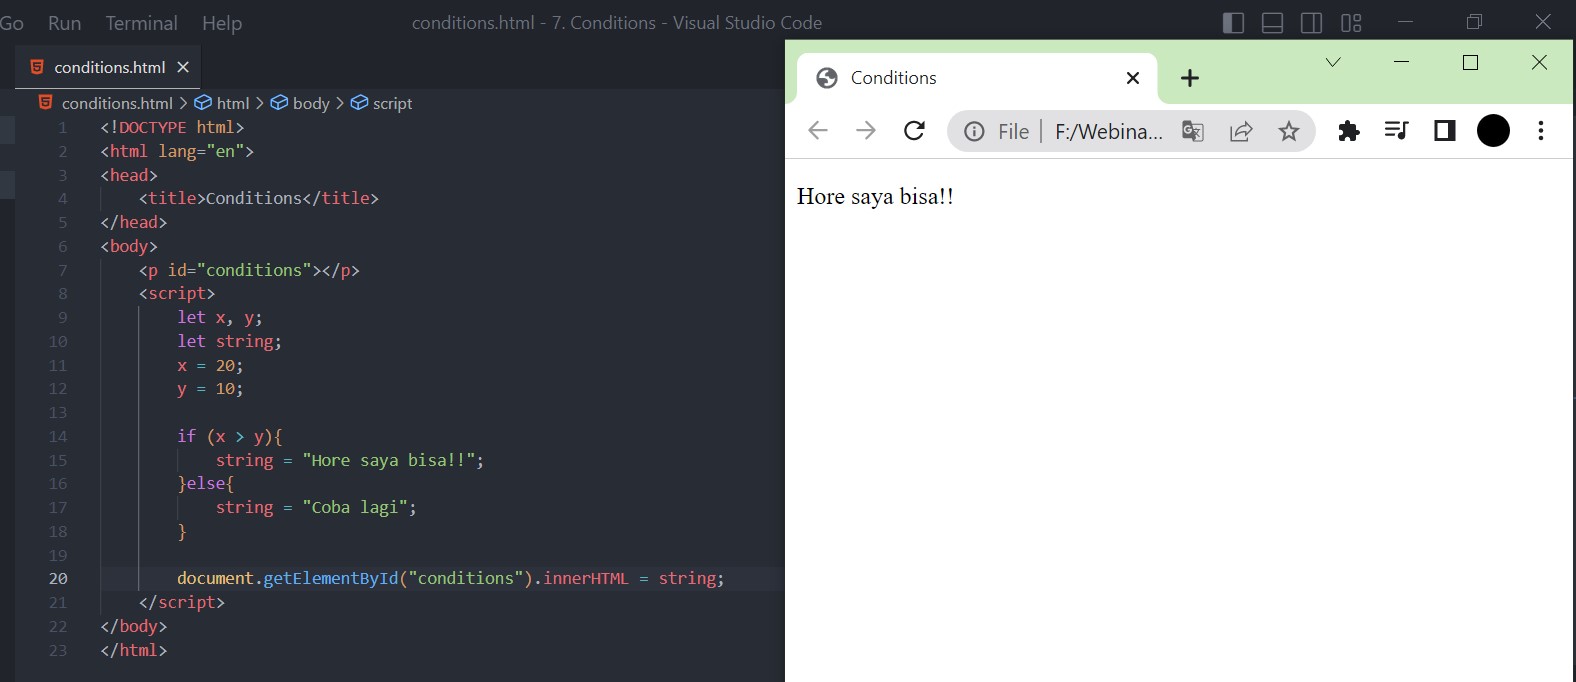 Go Run Terminal Help conditions.html - 7. Conditions - Visual Studio Code
conditions.html
conditions.html > html > body > script
1 <!DOCTYPE html>
2 <html lang="en">
3 <head>
4 <title>Conditions</title>
5 </head>
6 <body>
7 <p id="conditions"></p>
8 <script>
9 let x, y;
10 let string;
11 x = 20;
12 y = 10;
13
14 if (x > y){
15 string = "Hore saya bisa!!";
16 }else{
17 string = "Coba lagi";
18 }
19
20 document.getElementById("conditions").innerHTML = string;
21 </script>
22 </body>
23 </html>
Conditions
File F:/Webina...
Hore saya bisa!!